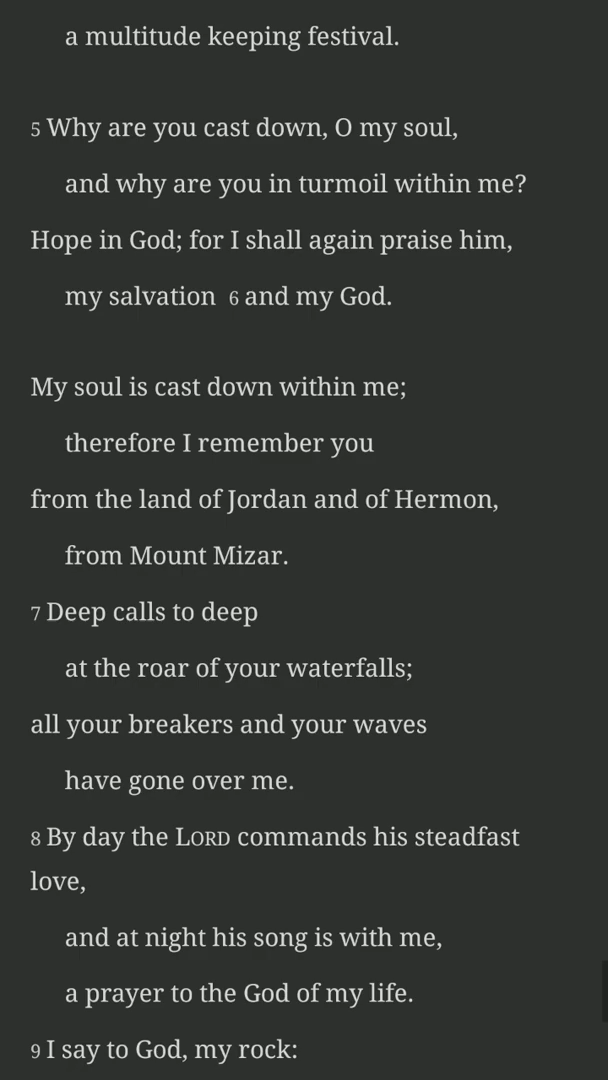 a multitude keeping festival.
5 Why are you cast down, O my soul,
and why are you in turmoil within me?
Hope in God; for I shall again praise him,
my salvation 6 and my God.
My soul is cast down within me;
therefore I remember you
from the land of Jordan and of Hermon,
from Mount Mizar.
7 Deep calls to deep
at the roar of your waterfalls;
all your breakers and your waves
have gone over me.
8 By day the LORD commands his steadfast
love,
and at night his song is with me,
a prayer to the God of my life.
9 I say to God, my rock: